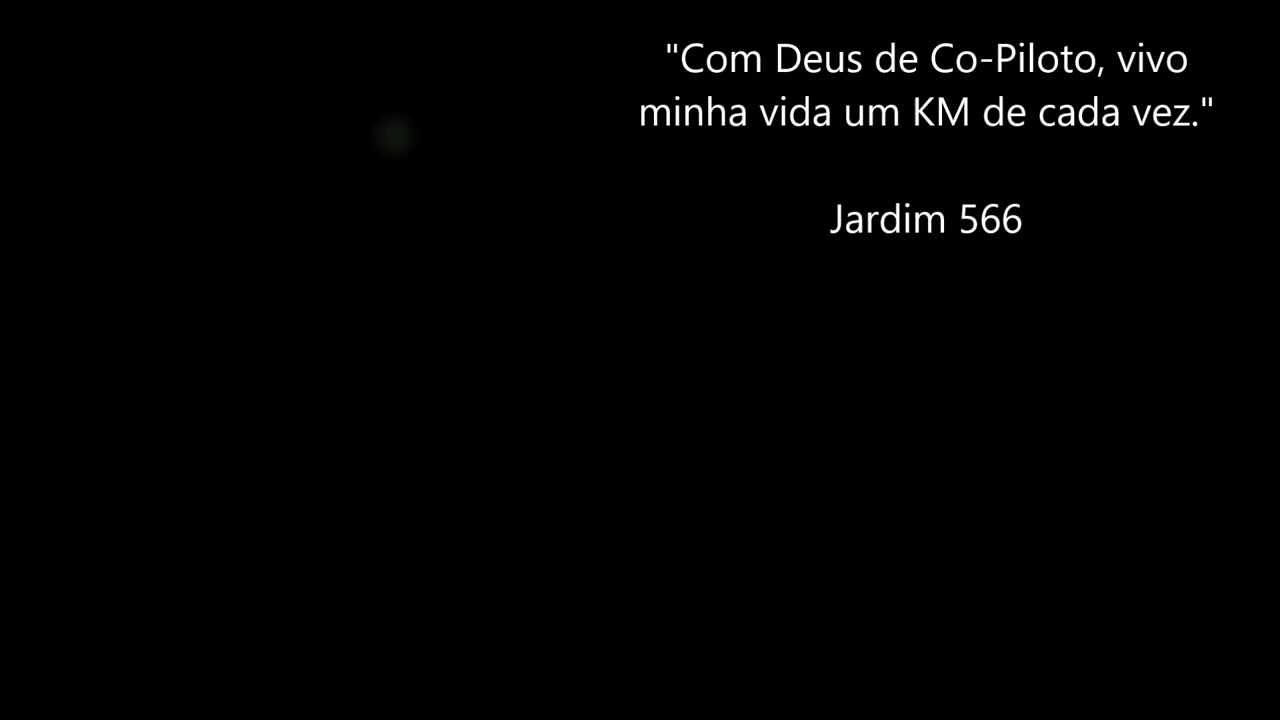 "Com Deus de Co-Piloto, vivo
minha vida um KM de cada vez."
Jardim 566